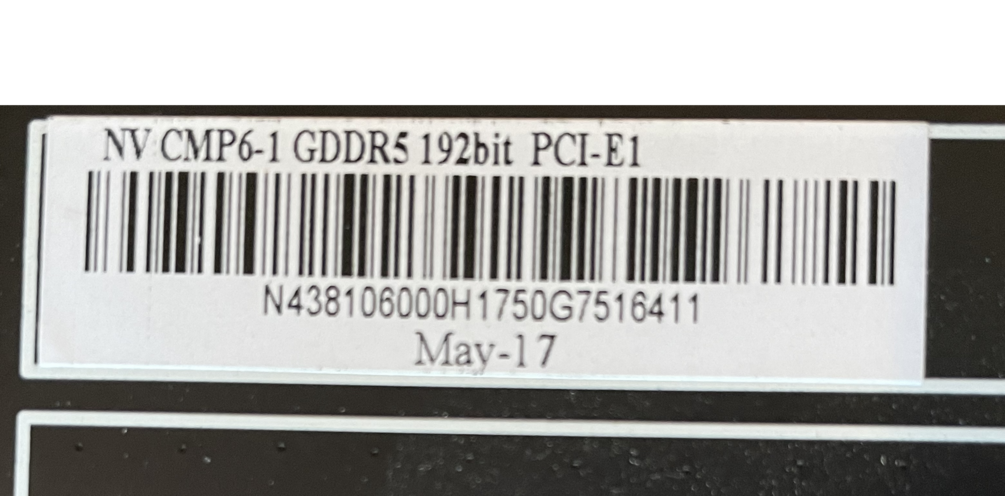 NV CMP6-1 GDDR5 192bit PCI-E1
N438106000H1750G7516411
May-17